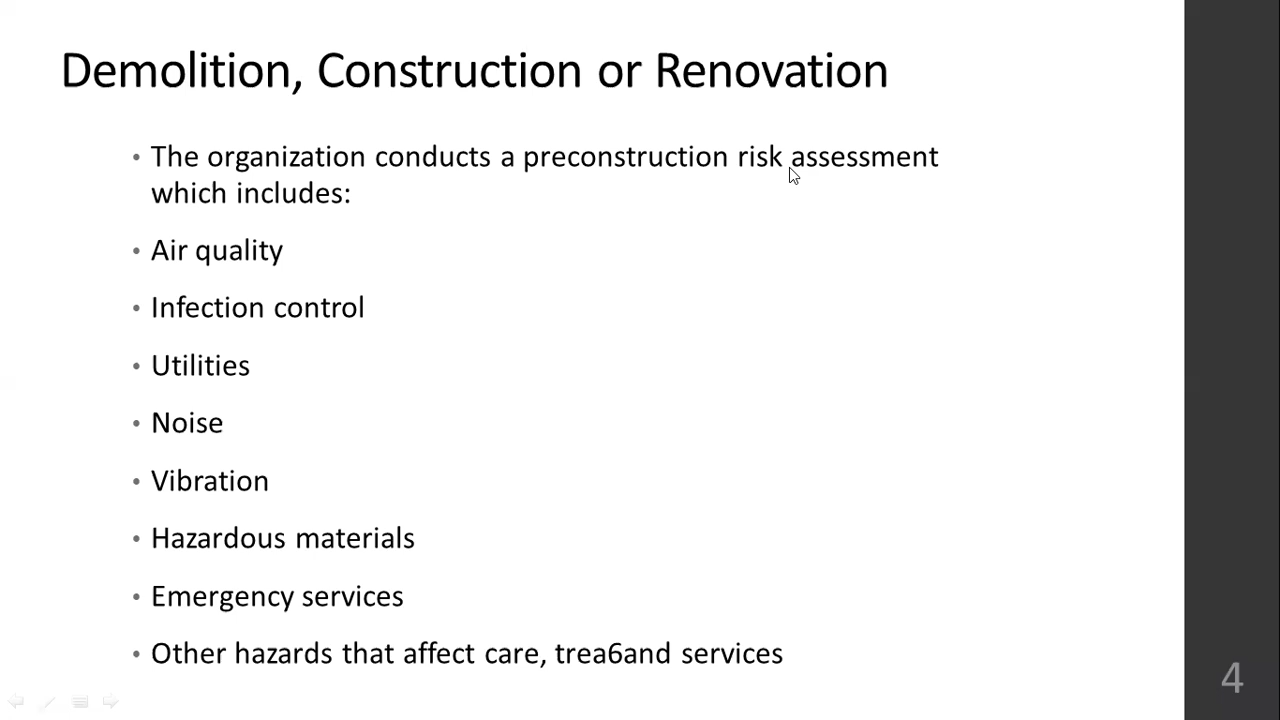 Demolition, Construction or Renovation
• The organization conducts a preconstruction risk assessment
which includes:
• Air quality
• Infection control
• Utilities
• Noise
• Vibration
• Hazardous materials
• Emergency services
• Other hazards that affect care, trea6and services
4